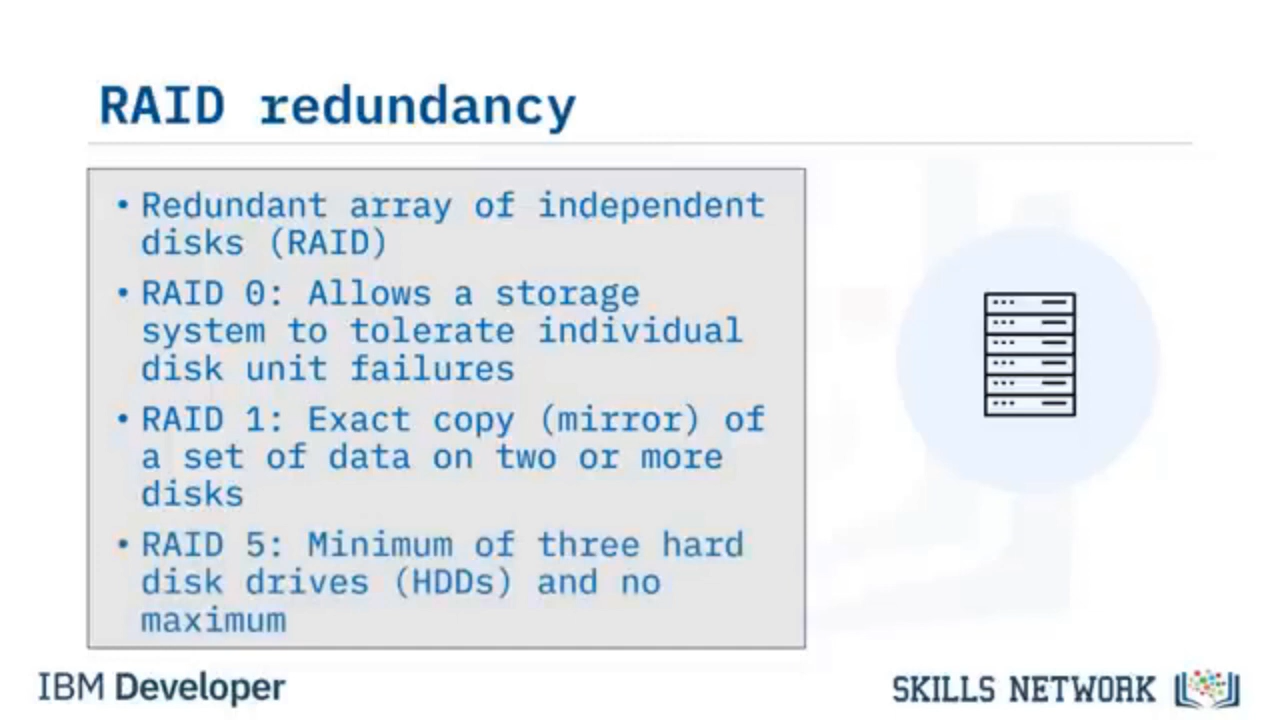 RAID redundancy
• Redundant array of independent
disks (RAID)
• RAID 0: Allows a storage
system to tolerate individual
disk unit failures
• RAID 1: Exact copy (mirror) of
a set of data on two or more
disks
• RAID 5: Minimum of three hard
disk drives (HDDs) and no
maximum
IBM Developer
SKILLS NETWORK